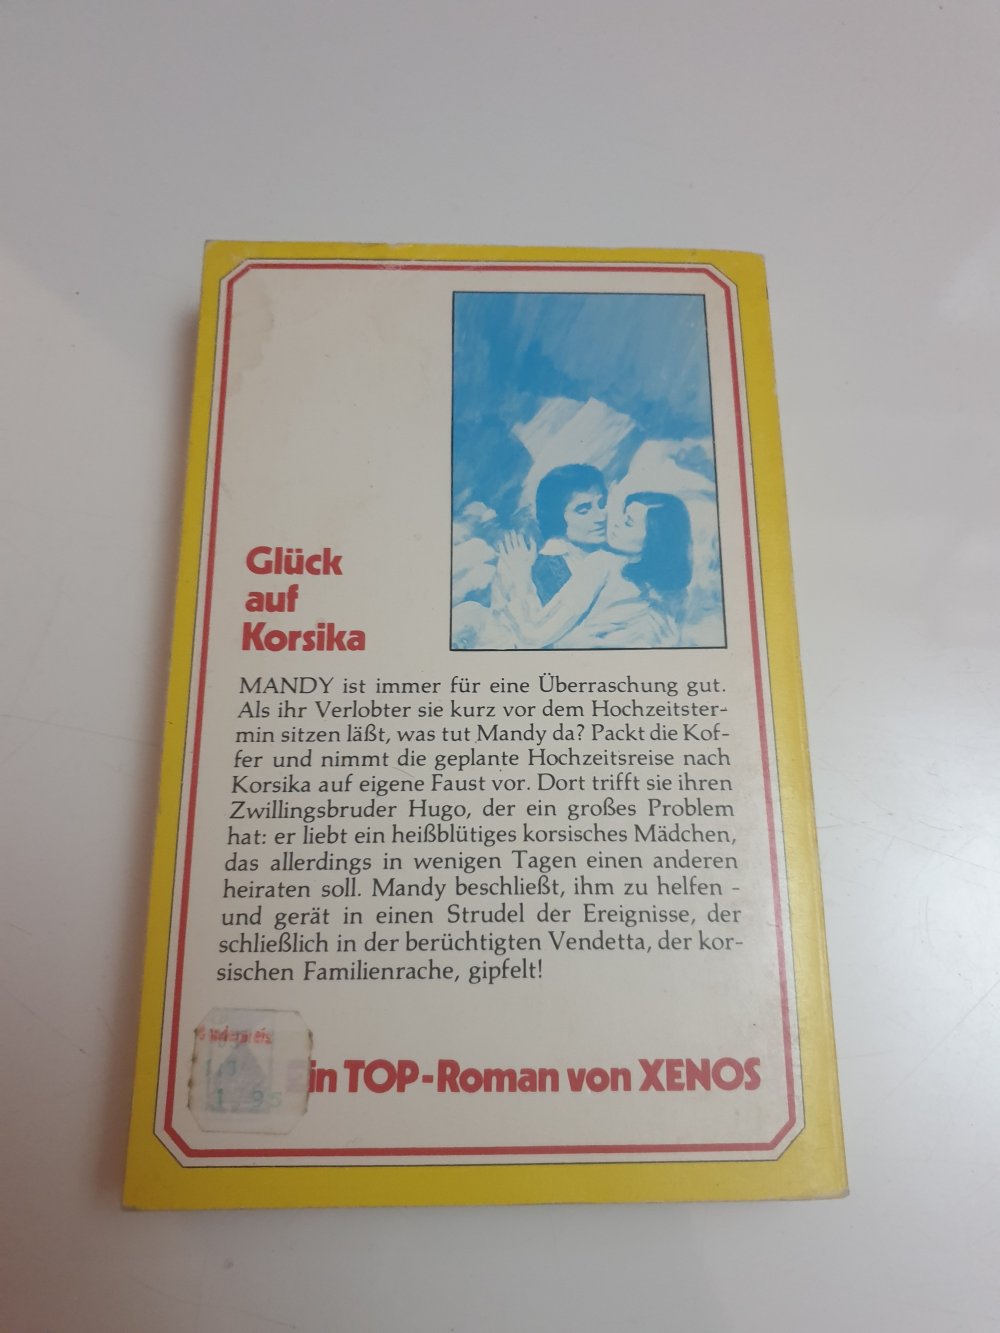 Glück
auf
Korsika
MANDY ist immer für eine Überraschung gut.
Als ihr Verlobter sie kurz vor dem Hochzeitster-
min sitzen läßt, was tut Mandy da? Packt die Kof-
fer und nimmt die geplante Hochzeitsreise nach
Korsika auf eigene Faust vor. Dort trifft sie ihren
Zwillingsbruder Hugo, der ein großes Problem
hat: er liebt ein heißblütiges korsisches Mädchen,
das allerdings in wenigen Tagen einen anderen
heiraten soll. Mandy beschließt, ihm zu helfen -
und gerät in einen Strudel der Ereignisse, der
schließlich in der berüchtigten Vendetta, der kor-
sischen Familienrache, gipfelt!
Ein TOP-Roman von XENOS